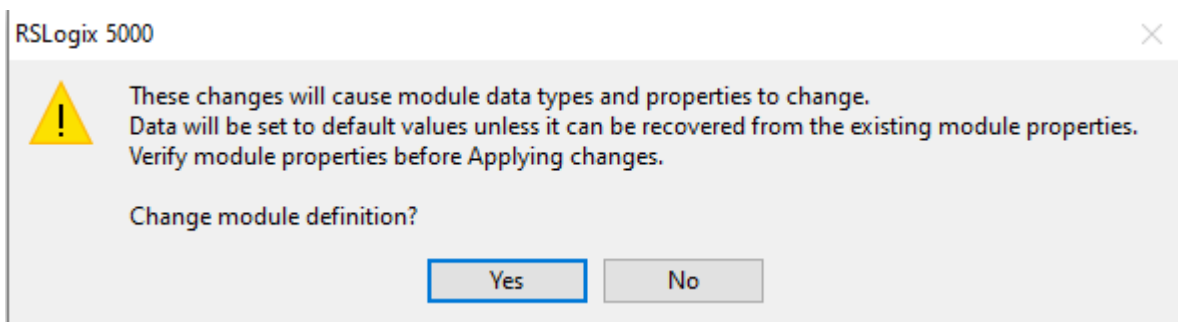 RSLogix 5000
These changes will cause module data types and properties to change.
Data will be set to default values unless it can be recovered from the existing module properties.
Verify module properties before Applying changes.
Change module definition?
Yes No